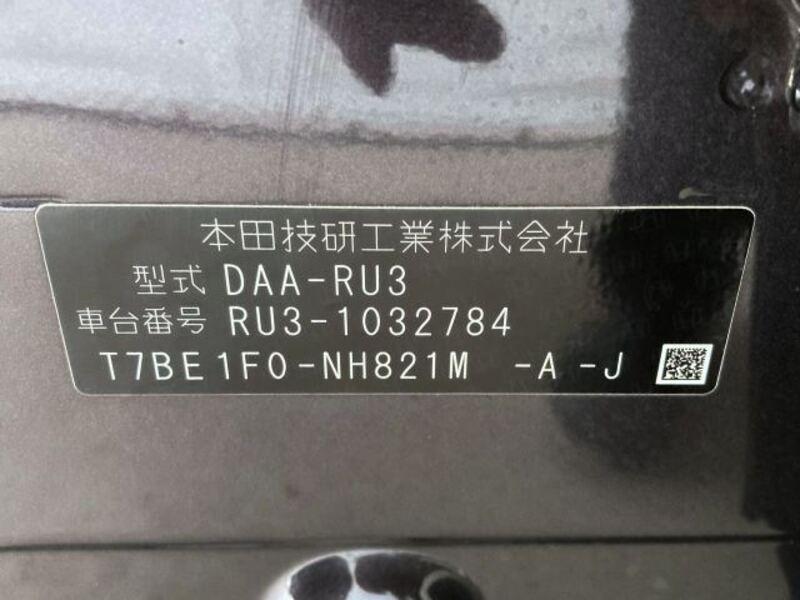 本田技研工業株式会社
型式 DAA-RU3
車台番号 RU3-1032784
T7BE1F0-NH821M -A -J